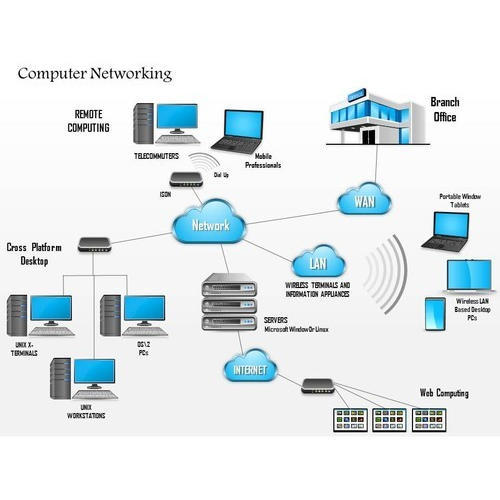 Computer Networking
REMOTE
COMPUTING
TELECOMMUTERS
Mobile
Professionals
Dial Up
ISDN
Branch
Office
WAN
Network
Portable Window
Tablets
Cross Platform
Desktop
LAN
WIRELESS TERMINALS AND
INFORMATION APPLIANCES
Wireless LAN
Based Desktop
PCs
SERVERS
Microsoft Window Or Linux
UNIX X-
TERMINALS
OS\2
PCs
INTERNET
UNIX
WORKSTATIONS
Web Computing